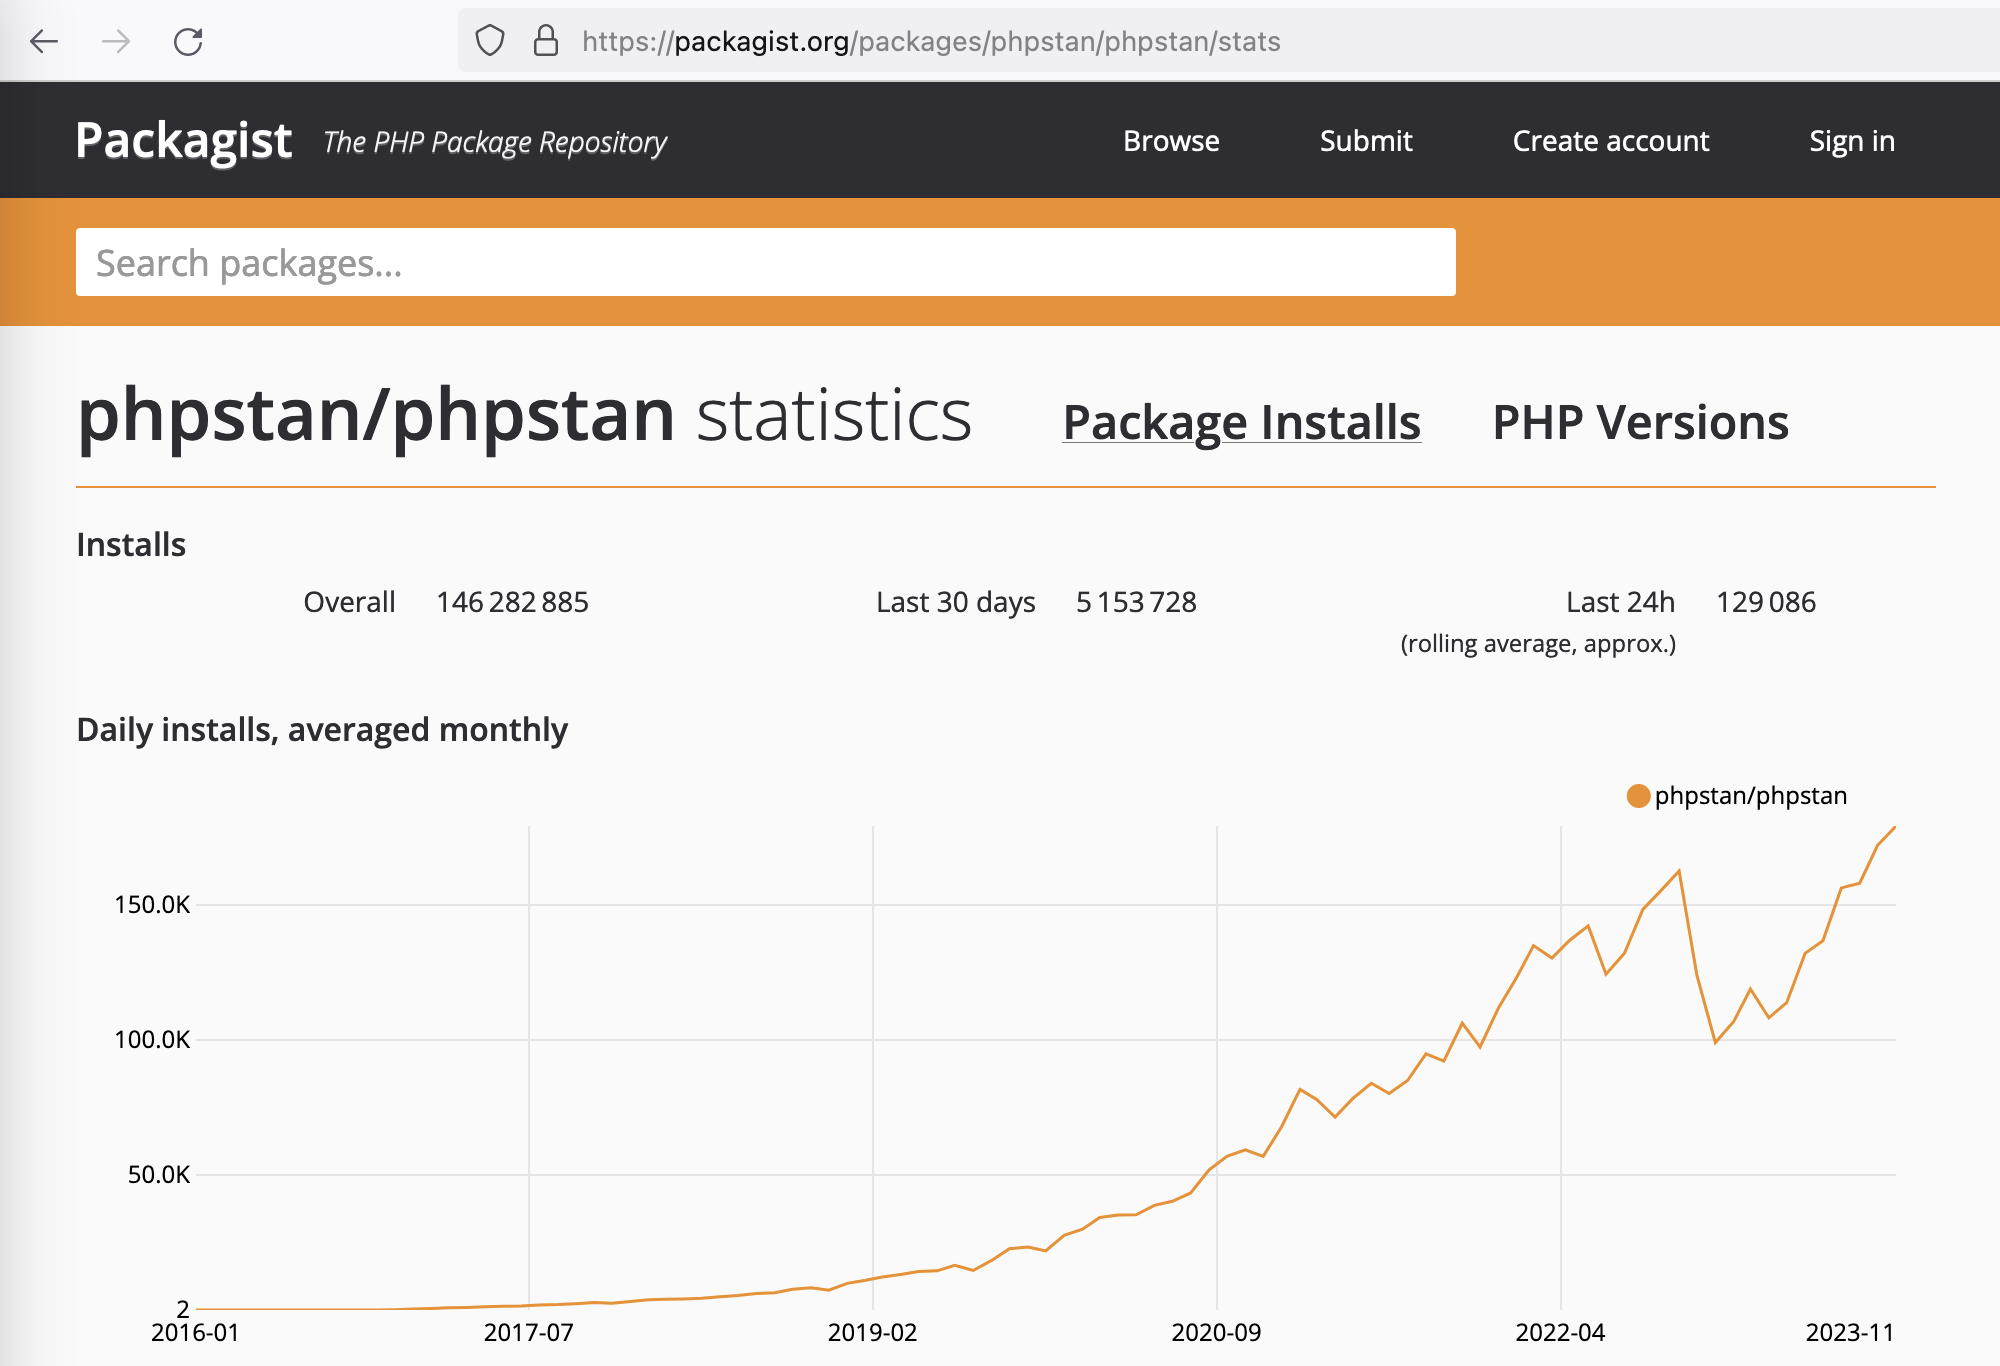 https://packagist.org/packages/phpstan/phpstan/stats
Packagist The PHP Package Repository Browse Submit Create account Sign in
Search packages...
phpstan/phpstan statistics Package Installs PHP Versions
Installs
Overall 146 282 885 Last 30 days 5 153 728 Last 24h 129 086
(rolling average, approx.)
Daily installs, averaged monthly
phpstan/phpstan
150.0K
100.0K
50.0K
2
2016-01 2017-07 2019-02 2020-09 2022-04 2023-11